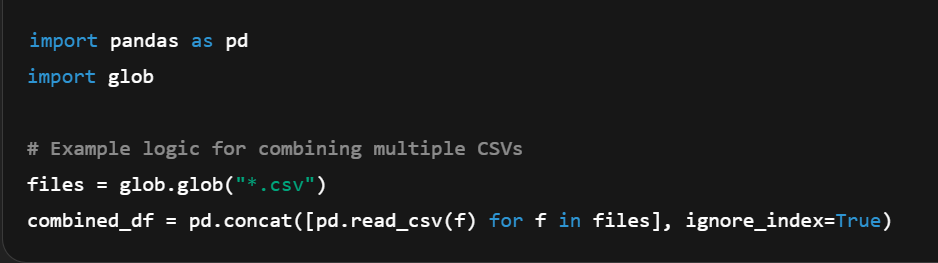 import pandas as pd
import glob
# Example logic for combining multiple CSVs
files = glob.glob("*.csv")
combined_df = pd.concat([pd.read_csv(f) for f in files], ignore_index=True)